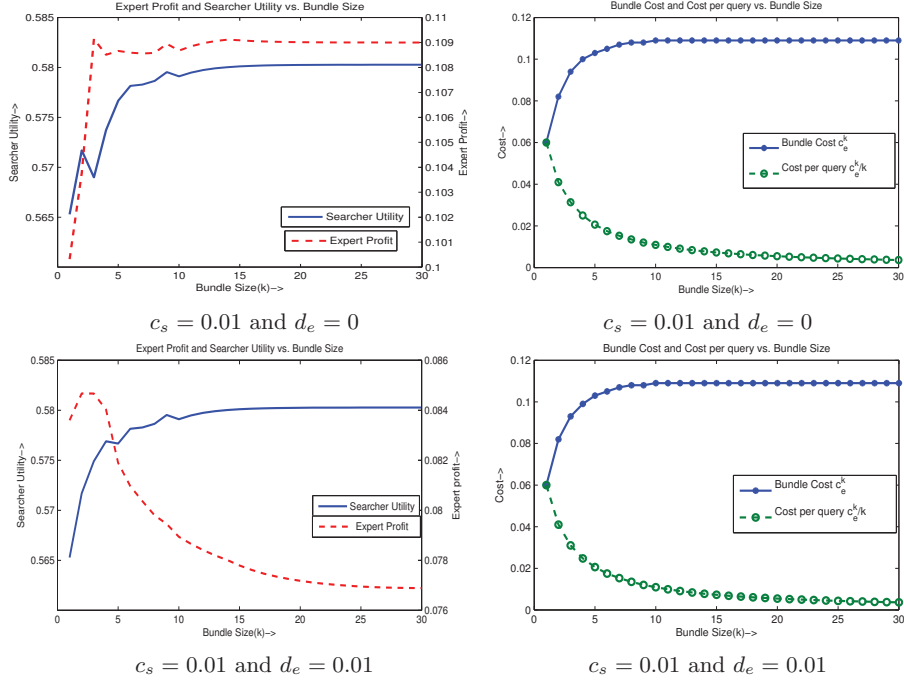 Expert Profit and Searcher Utility vs. Bundle Size
0.585
0.58
0.575
0.57
0.565
Searcher Utility->
0.11
0.109
0.108
0.107
0.106
0.105
0.104
0.103
0.102
0.101
0.1
Expert Profit->
Searcher Utility
Expert Profit
0 5 10 15 20 25 30
Bundle Size(k)->
c_s = 0.01 and d_e = 0
Bundle Cost and Cost per query vs. Bundle Size
0.12
0.1
0.08
0.06
0.04
0.02
0
Cost->
Bundle Cost c_e^k
Cost per query c_e^k/k
0 5 10 15 20 25 30
Bundle Size(k)->
c_s = 0.01 and d_e = 0
Expert Profit and Searcher Utility vs. Bundle Size
0.585
0.58
0.575
0.57
0.565
Searcher Utility->
0.086
0.084
0.082
0.08
0.078
0.076
Expert profit->
Searcher Utility
Expert Profit
0 5 10 15 20 25 30
Bundle Size(k)->
c_s = 0.01 and d_e = 0.01
Bundle Cost and Cost per query vs. Bundle Size
0.12
0.1
0.08
0.06
0.04
0.02
0
Cost->
Bundle Cost c_e^k
Cost per query c_e^k/k
0 5 10 15 20 25 30
Bundle Size(k)->
c_s = 0.01 and d_e = 0.01